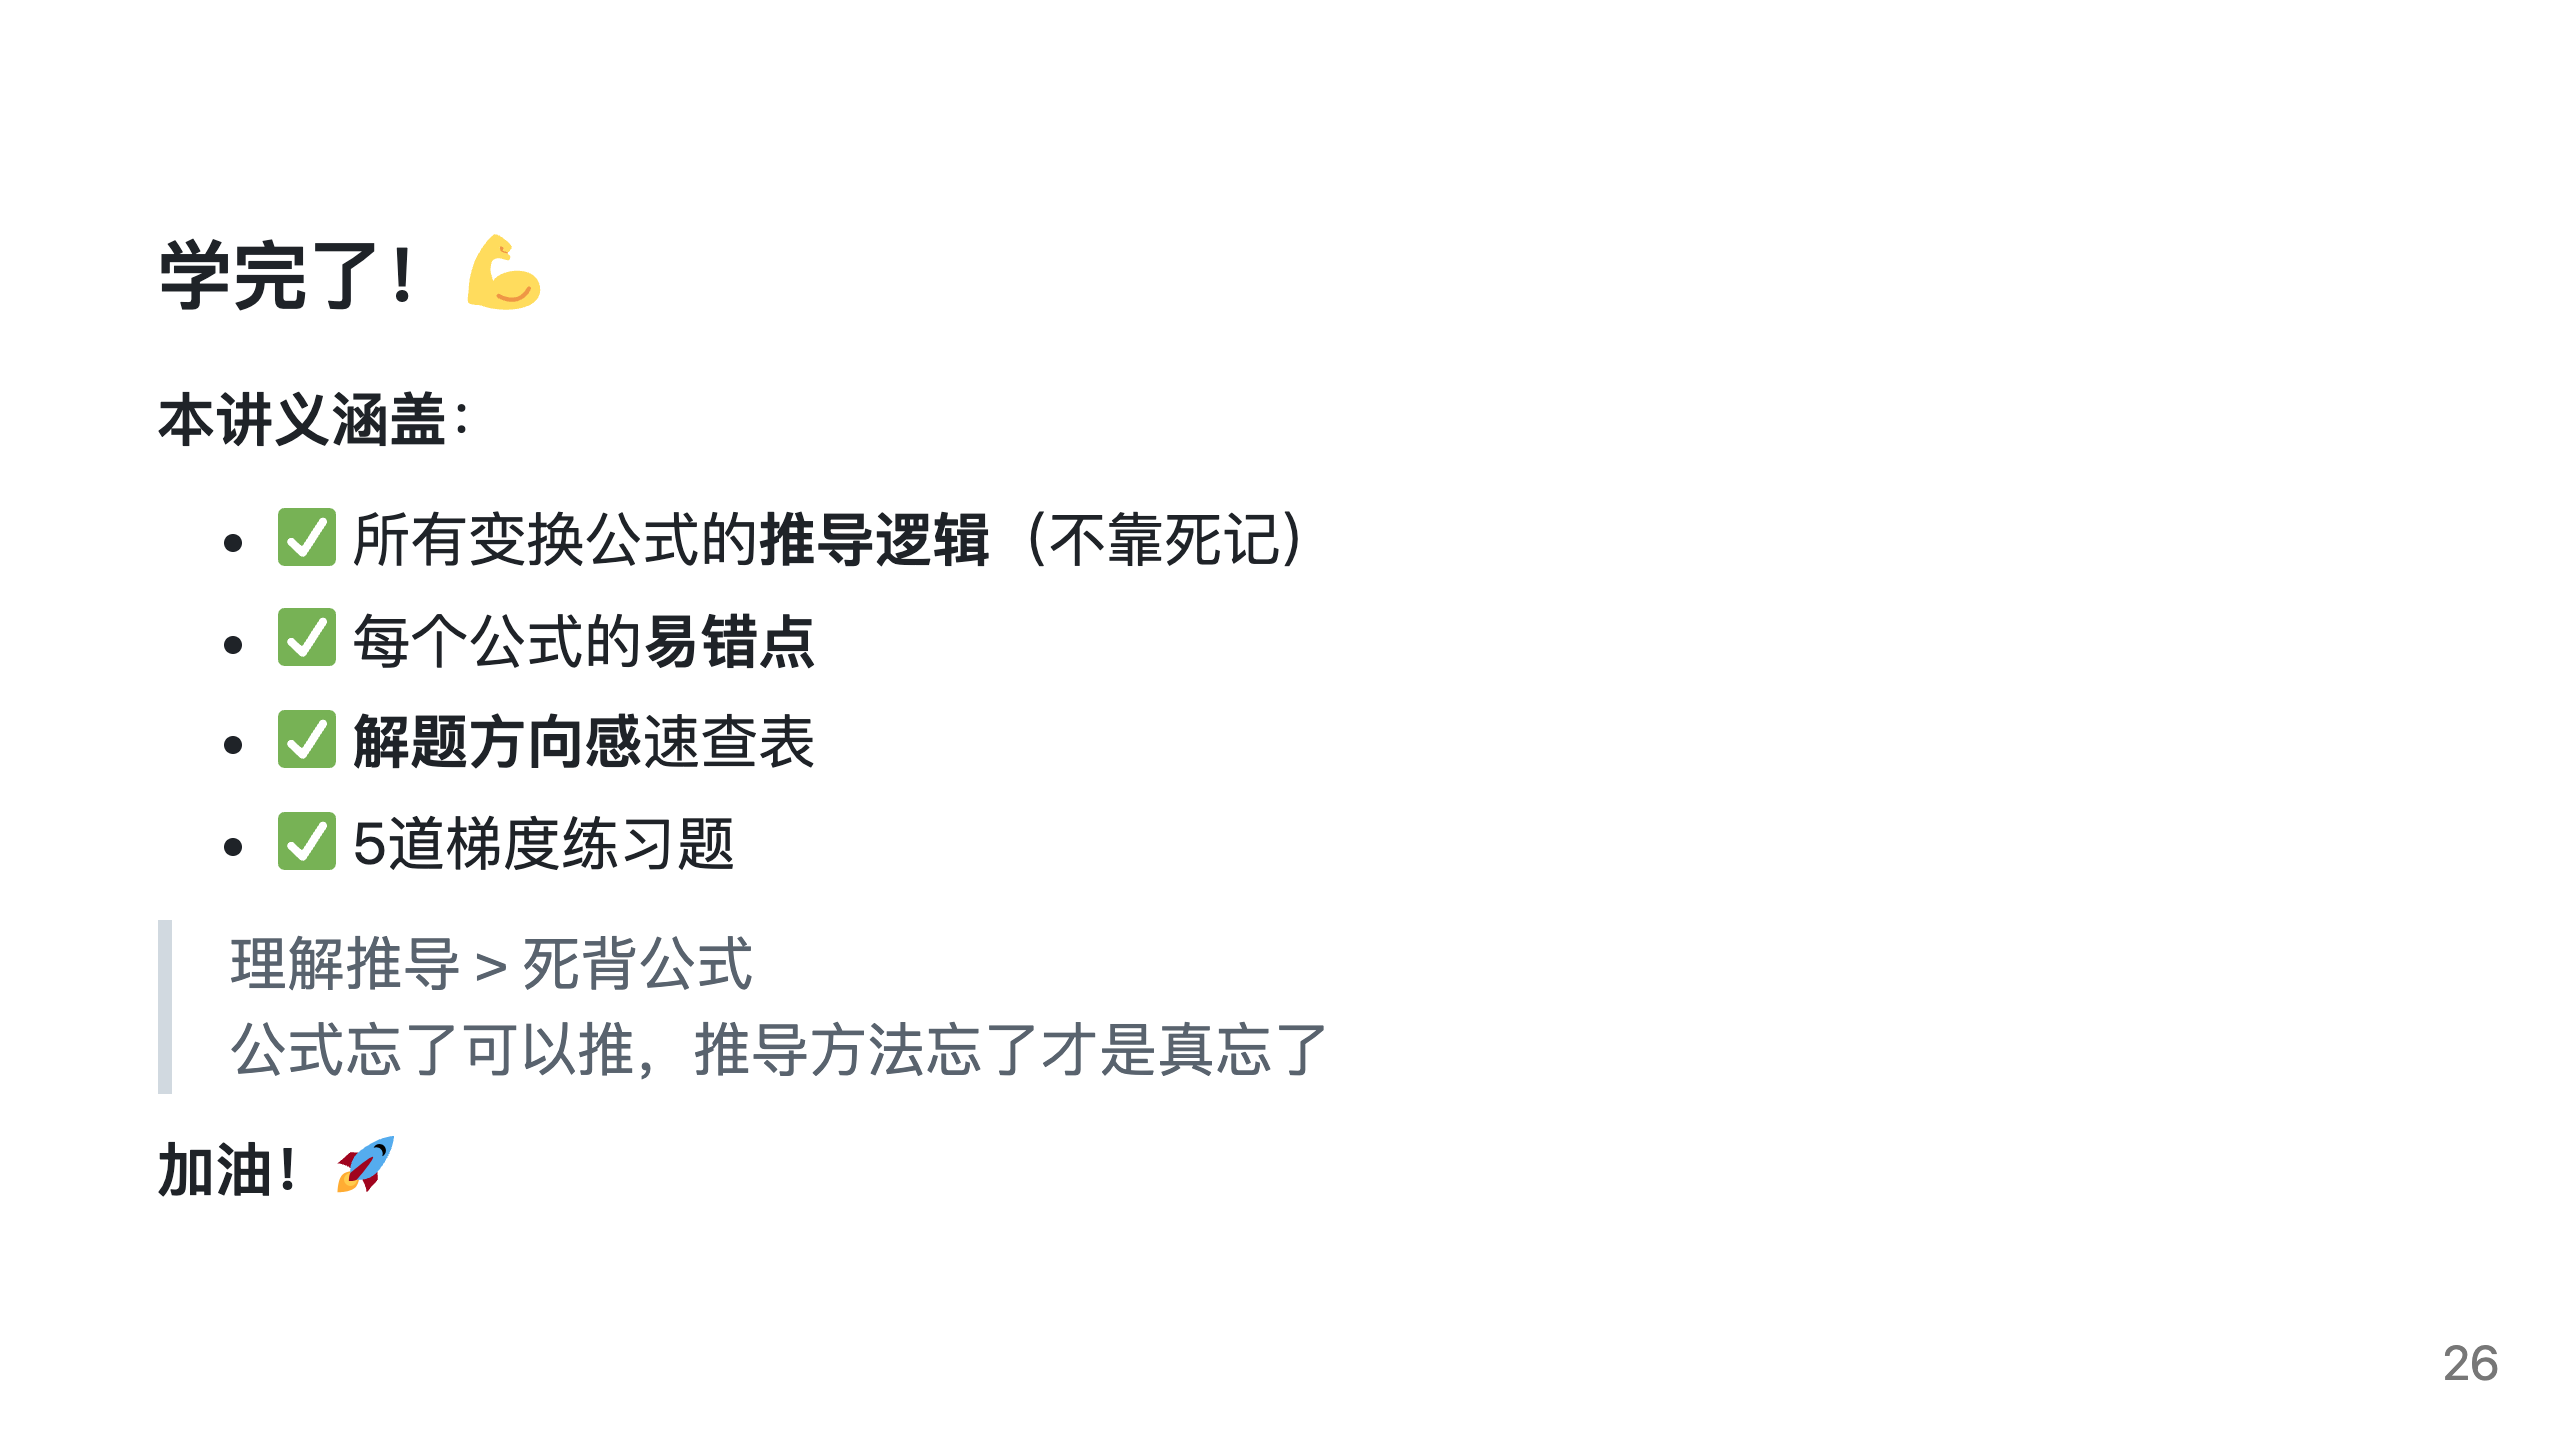 学完了！💪
本讲义涵盖：
• ✅ 所有变换公式的推导逻辑（不靠死记）
• ✅ 每个公式的易错点
• ✅ 解题方向感速查表
• ✅ 5道梯度练习题
理解推导 > 死背公式
公式忘了可以推，推导方法忘了才是真忘了
加油！🚀
26